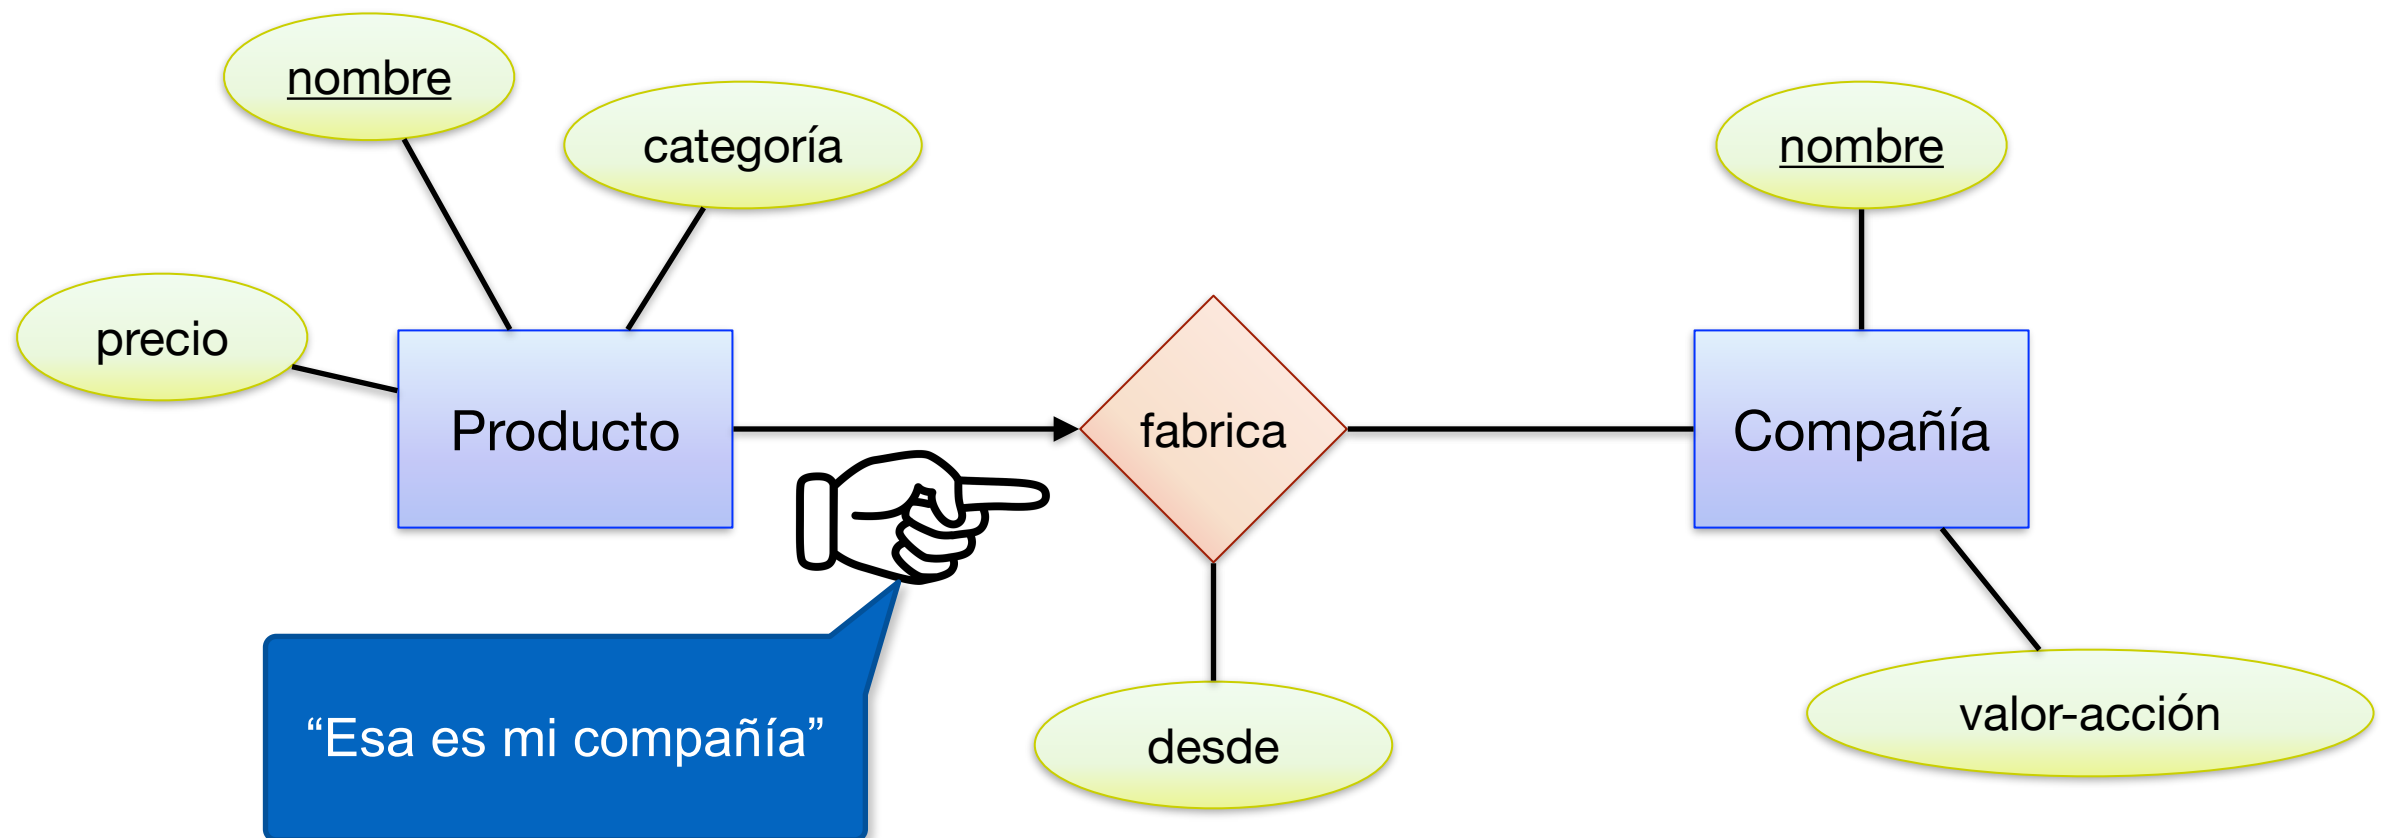 nombre
categoría
nombre
precio
Producto
fabrica
Compañía
“Esa es mi compañía”
desde
valor-acción